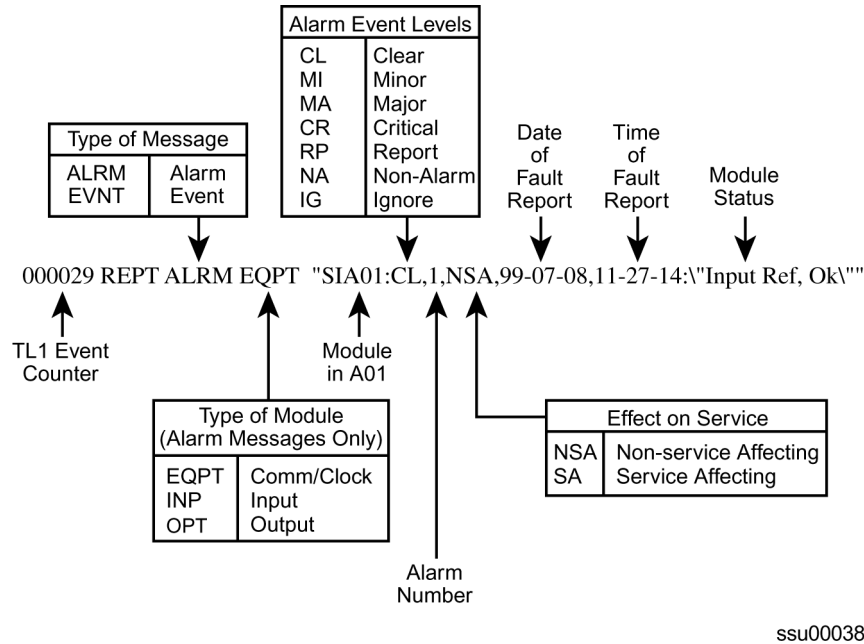 Alarm Event Levels
CL Clear
MI Minor
MA Major
CR Critical
RP Report
NA Non-Alarm
IG Ignore
Type of Message
ALRM Alarm
EVNT Event
Date
of
Fault
Report
Time
of
Fault
Report
Module
Status
000029 REPT ALRM EQPT "SIA01:CL,1,NSA,99-07-08,11-27-14:\"Input Ref, Ok\""
TL1 Event
Counter
Module
in A01
Type of Module
(Alarm Messages Only)
EQPT Comm/Clock
INP Input
OPT Output
Effect on Service
NSA Non-service Affecting
SA Service Affecting
Alarm
Number
ssu00038